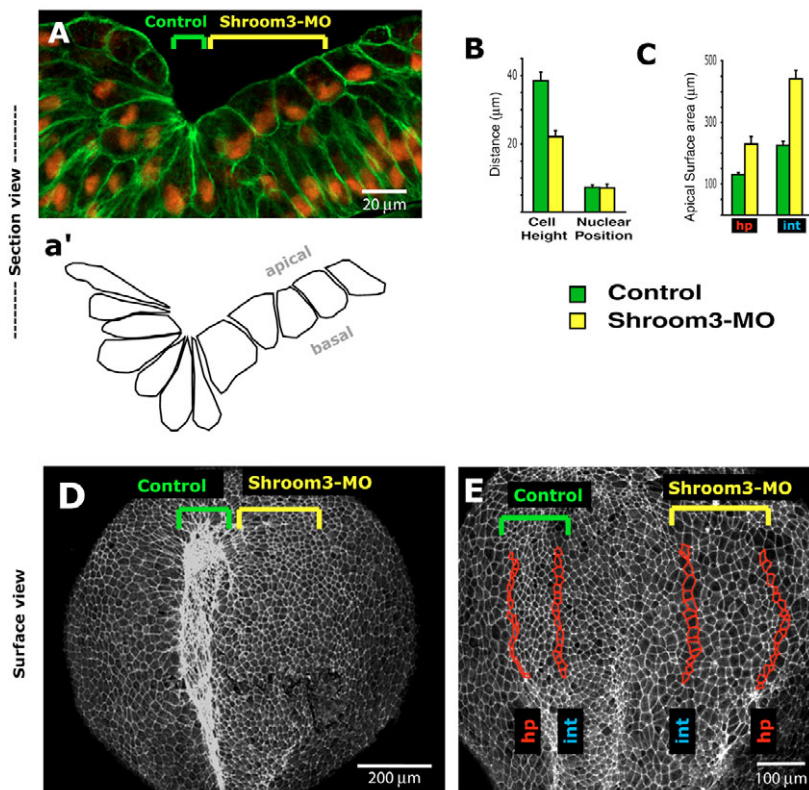 Control Shroom3-MO
A
20 µm
------- Section view -------
a'
apical
basal
B
40
20
Distance (µm)
Cell Height
Nuclear Position
C
500
300
100
Apical Surface area (µm)
hp int
Control
Shroom3-MO
Surface view
D
Control
Shroom3-MO
200 µm
E
Control
Shroom3-MO
hp int int hp
100 µm